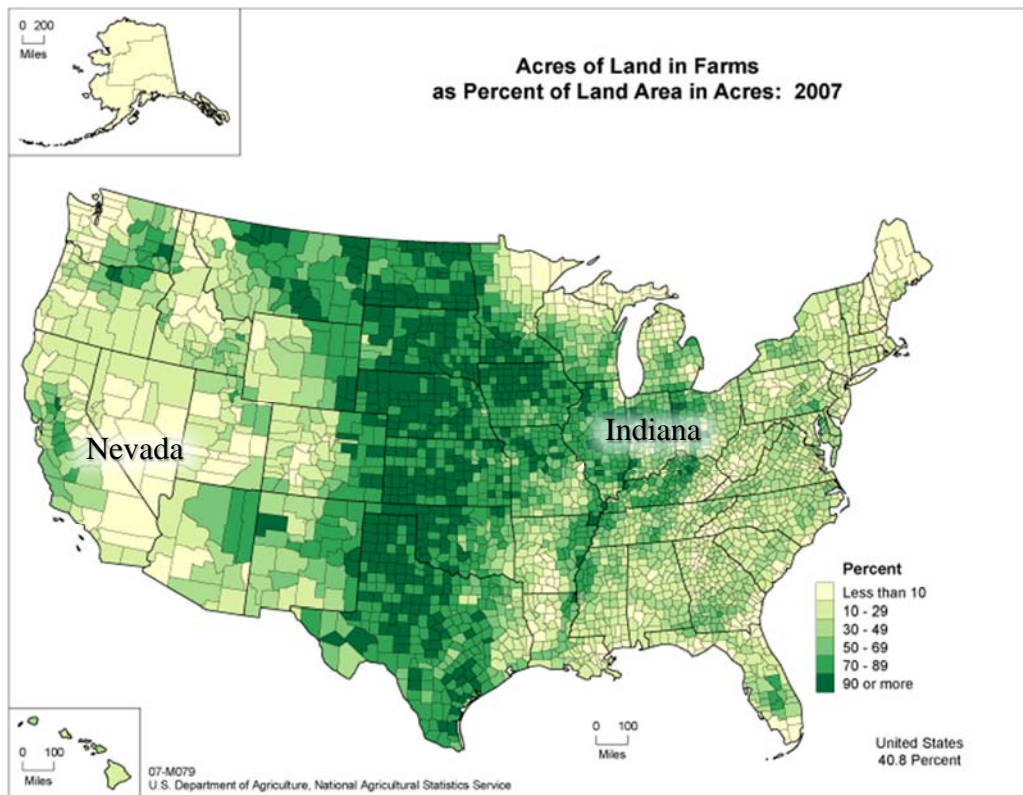 0 200
Miles
Acres of Land in Farms
as Percent of Land Area in Acres: 2007
Nevada
Indiana
Percent
Less than 10
10 - 29
30 - 49
50 - 69
70 - 89
90 or more
0 100
Miles
0 100
Miles
United States
40.8 Percent
07-M079
U.S. Department of Agriculture, National Agricultural Statistics Service